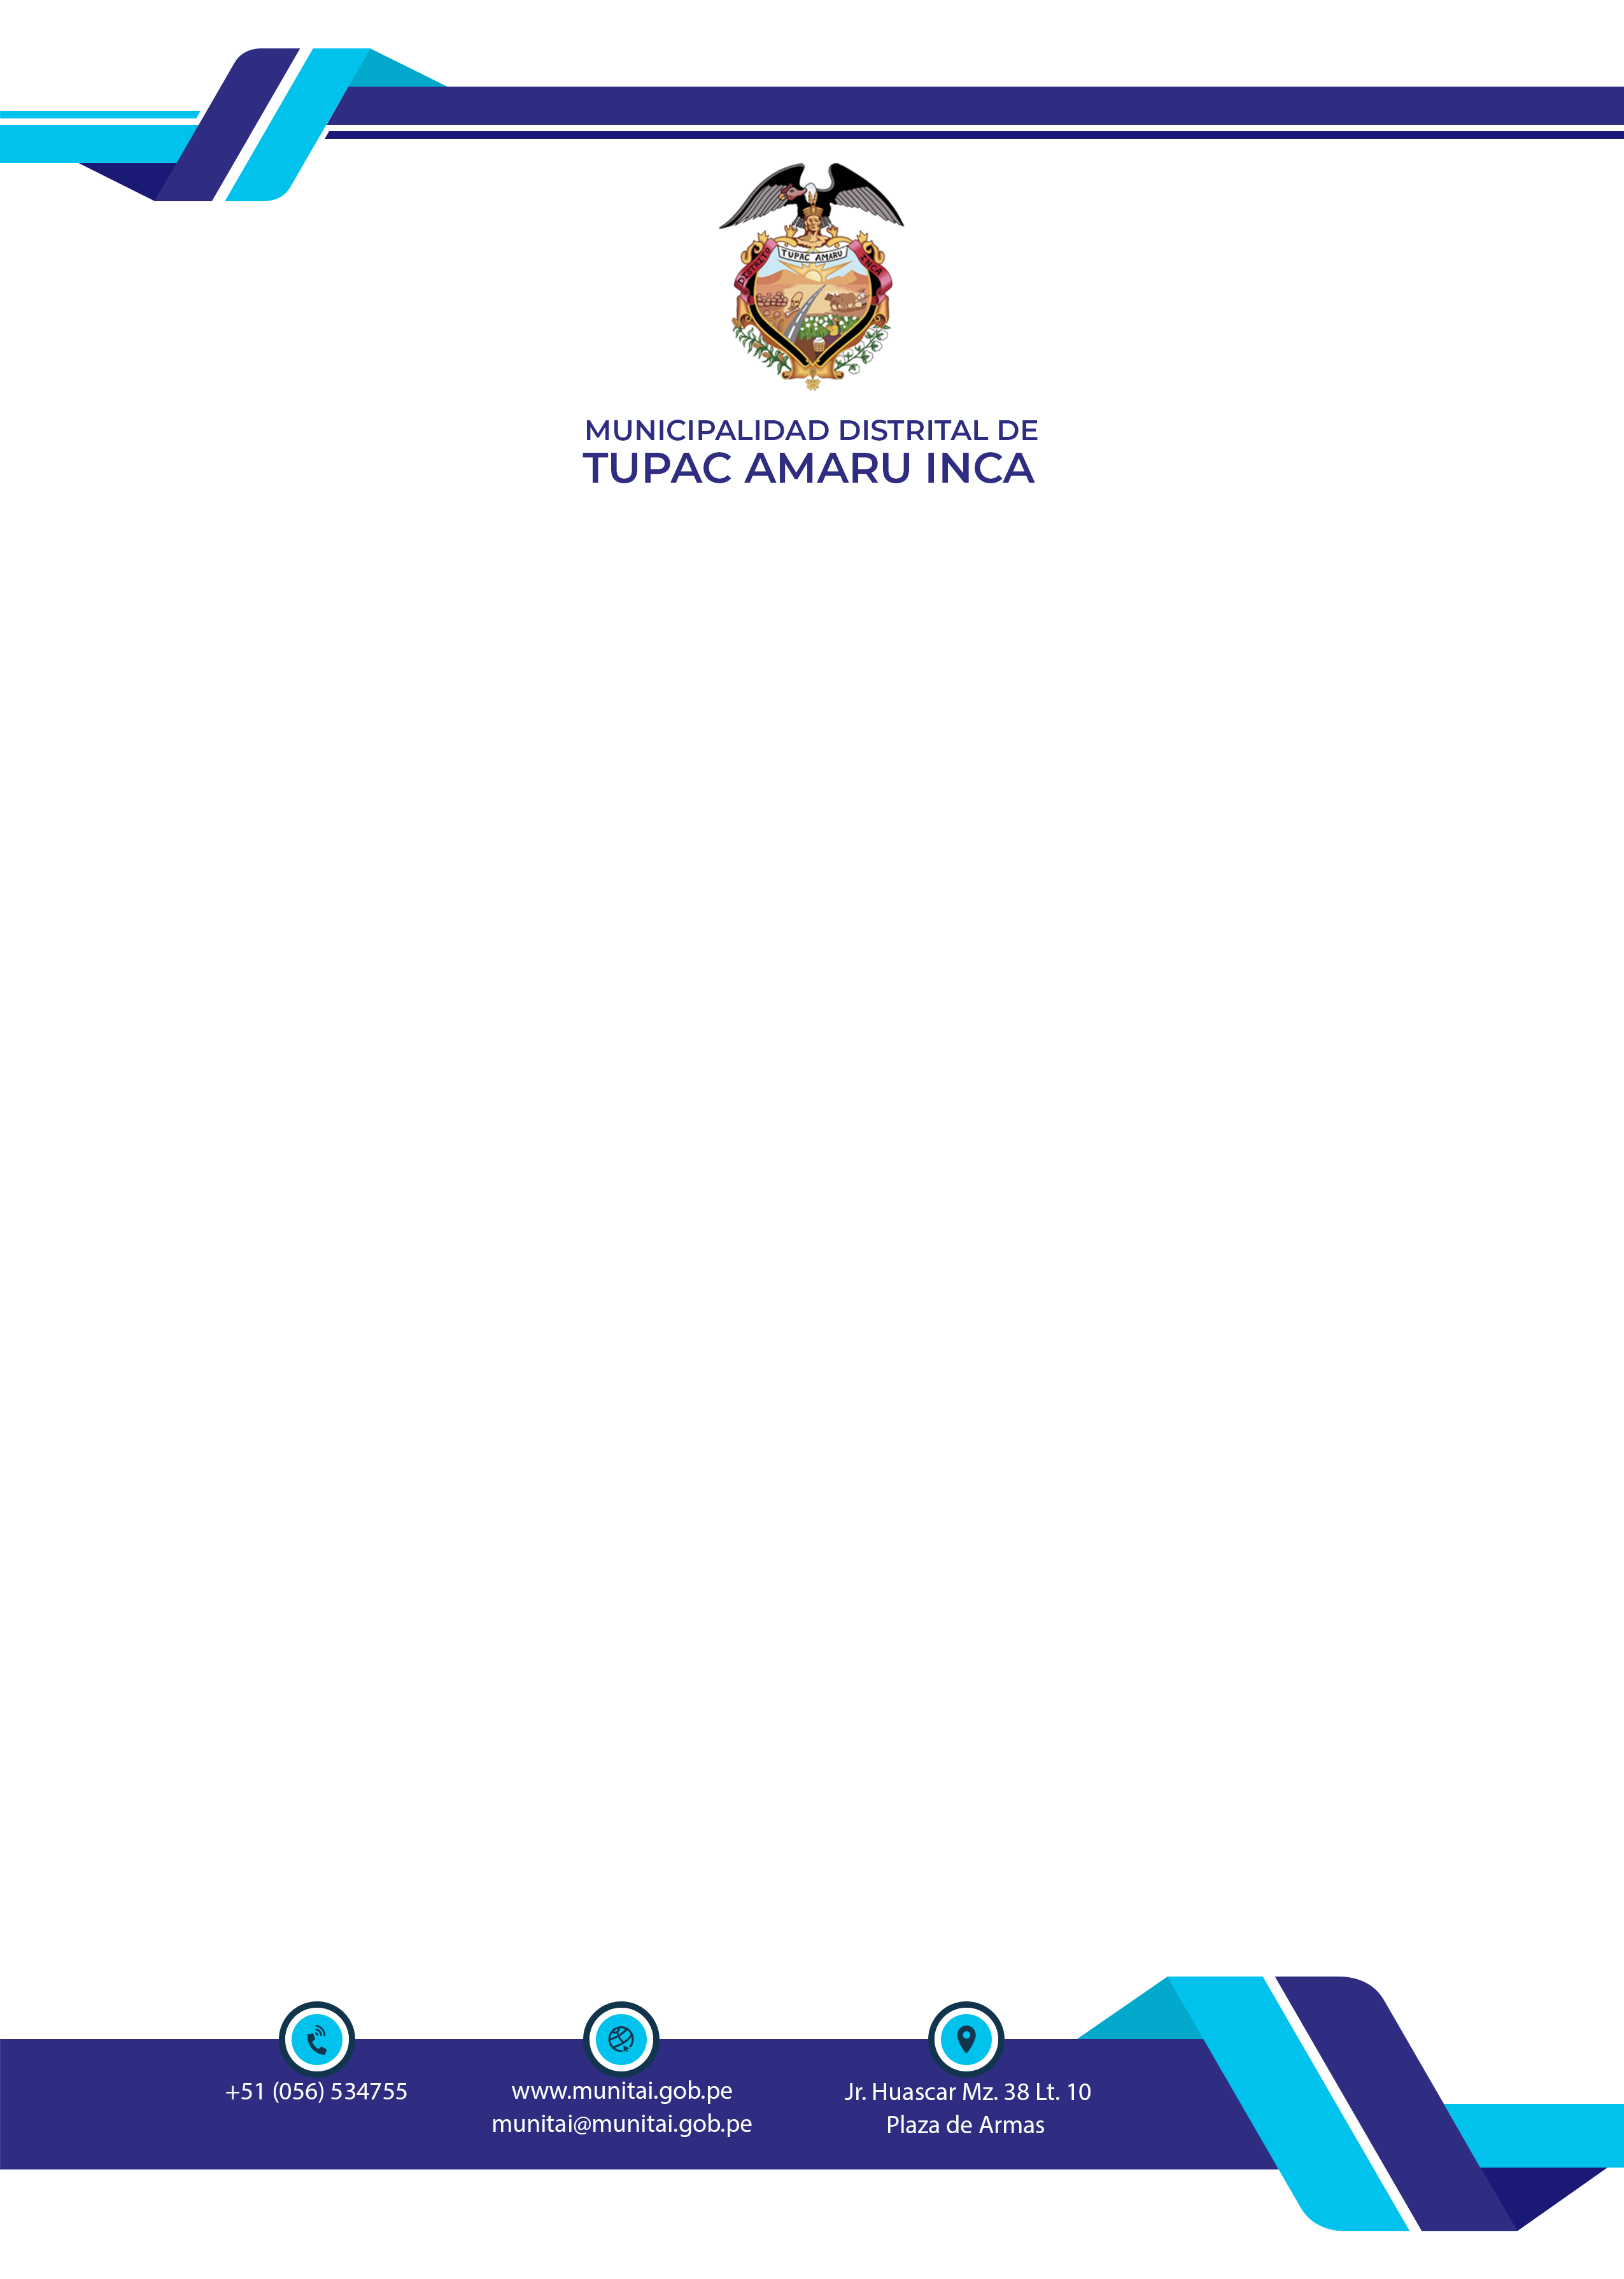 DISTRITO TUPAC AMARU INCA
MUNICIPALIDAD DISTRITAL DE
TUPAC AMARU INCA
+51 (056) 534755
www.munitai.gob.pe
munitai@munitai.gob.pe
Jr. Huascar Mz. 38 Lt. 10
Plaza de Armas